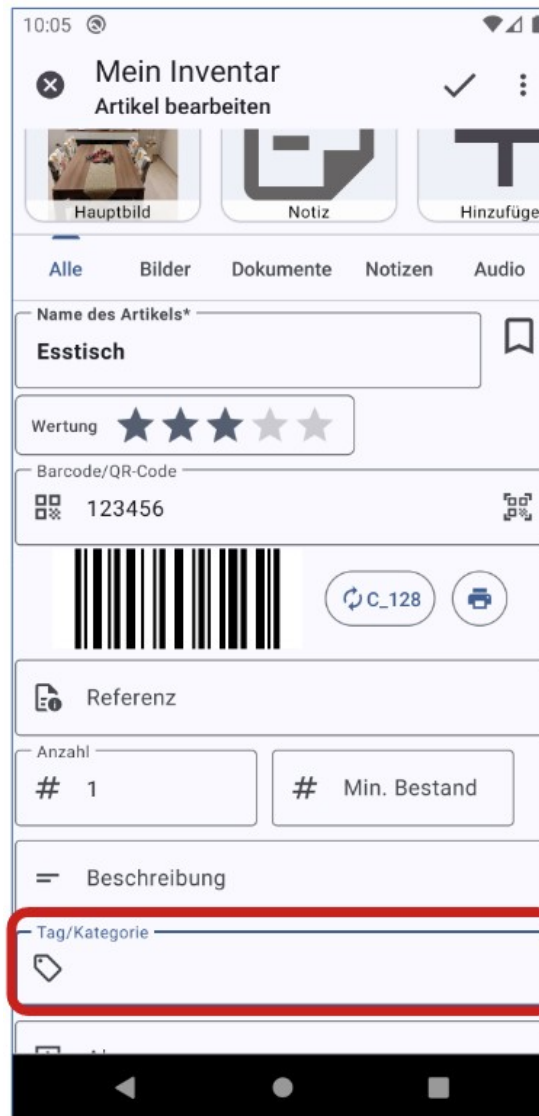 10:05
Mein Inventar
Artikel bearbeiten
Hauptbild Notiz Hinzufüge
Alle Bilder Dokumente Notizen Audio
Name des Artikels*
Esstisch
Wertung
Barcode/QR-Code
123456
C_128
Referenz
Anzahl
# 1 # Min. Bestand
Beschreibung
Tag/Kategorie